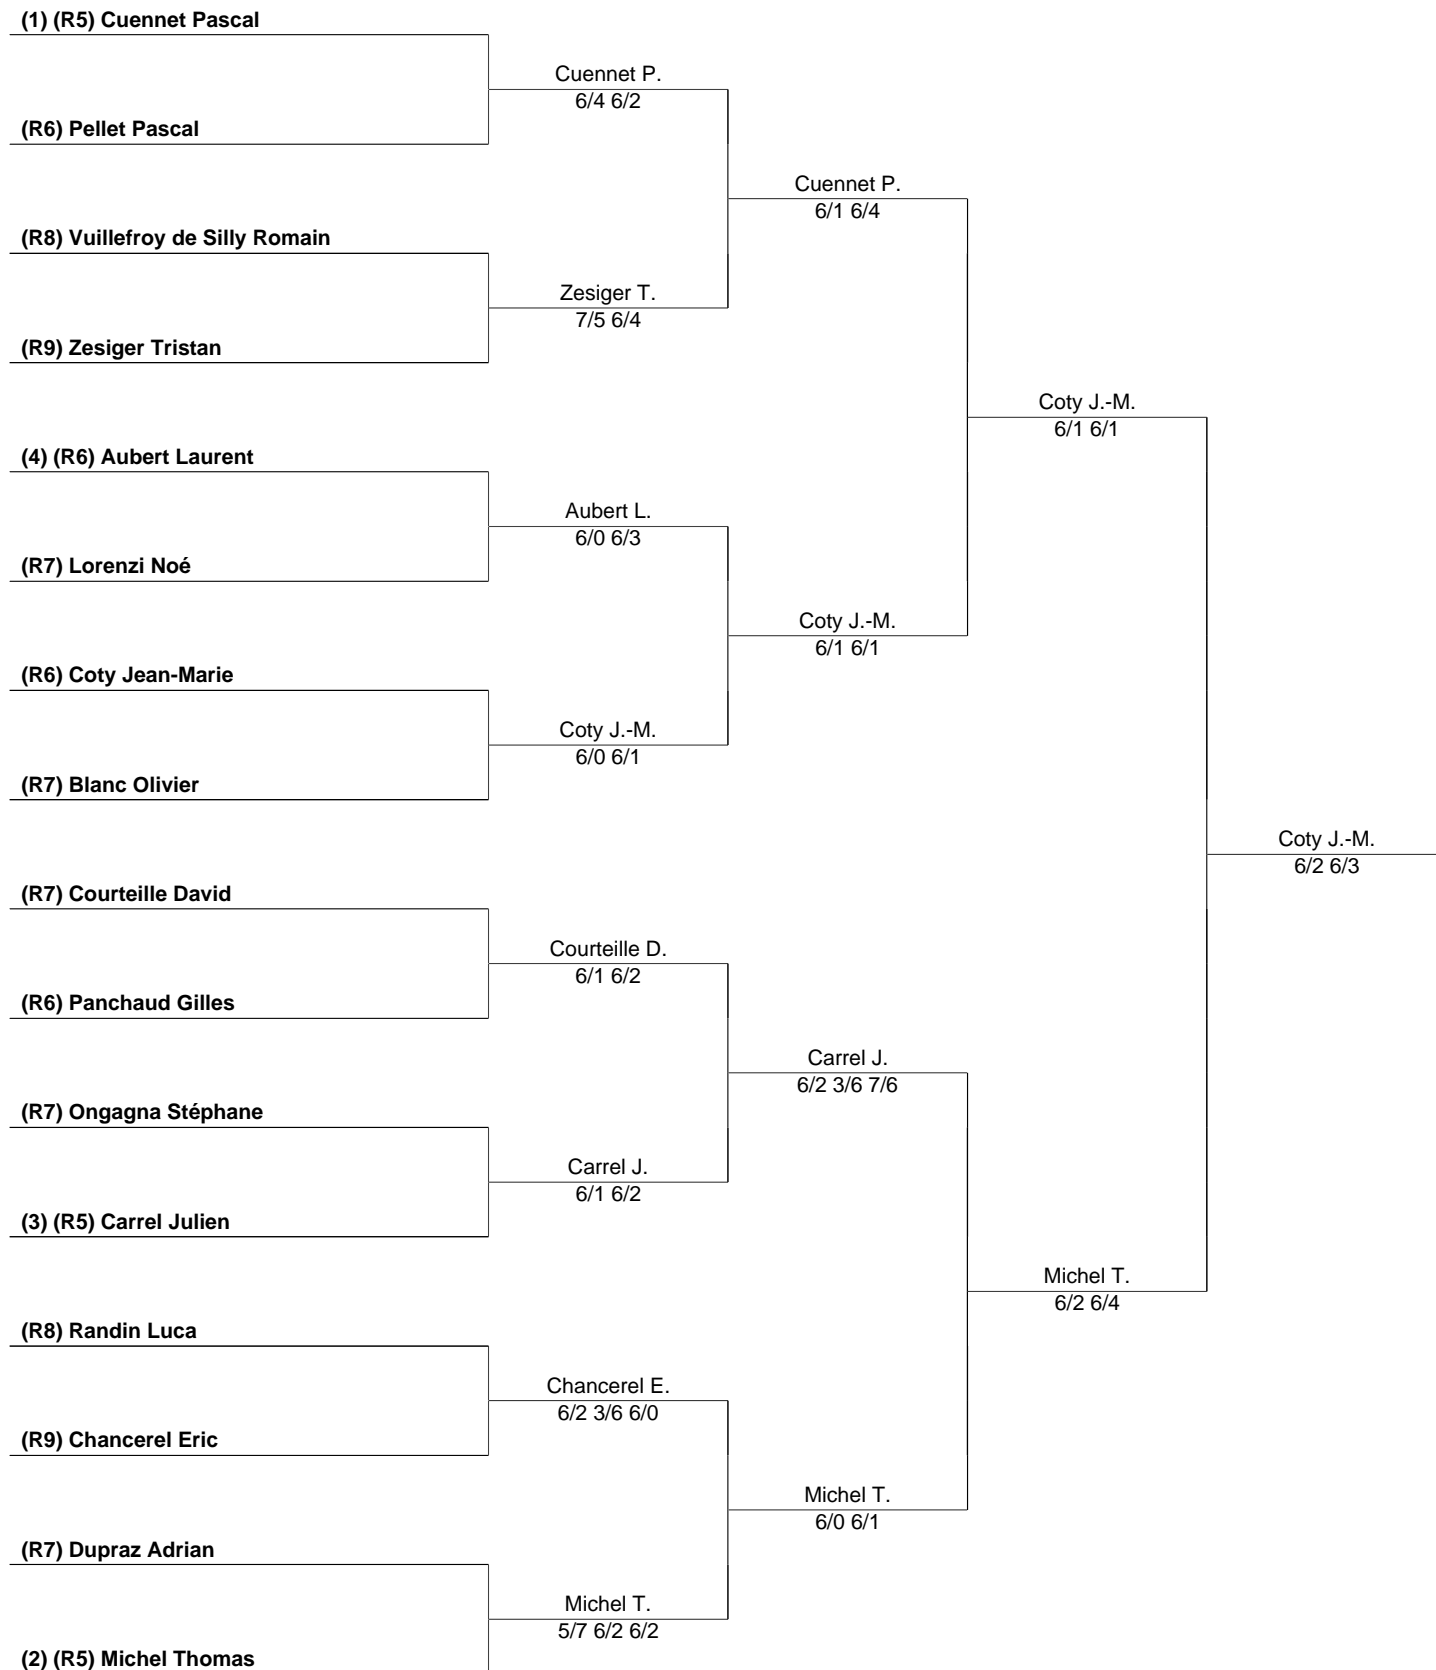 (1) (R5) Cuennet Pascal
Cuennet P.
6/4 6/2
(R6) Pellet Pascal
Cuennet P.
6/1 6/4
(R8) Vuillefroy de Silly Romain
Zesiger T.
7/5 6/4
(R9) Zesiger Tristan
Coty J.-M.
6/1 6/1
(4) (R6) Aubert Laurent
Aubert L.
6/0 6/3
(R7) Lorenzi Noé
Coty J.-M.
6/1 6/1
(R6) Coty Jean-Marie
Coty J.-M.
6/0 6/1
(R7) Blanc Olivier
Coty J.-M.
6/2 6/3
(R7) Courteille David
Courteille D.
6/1 6/2
(R6) Panchaud Gilles
Carrel J.
6/2 3/6 7/6
(R7) Ongagna Stéphane
Carrel J.
6/1 6/2
(3) (R5) Carrel Julien
Michel T.
6/2 6/4
(R8) Randin Luca
Chancerel E.
6/2 3/6 6/0
(R9) Chancerel Eric
Michel T.
6/0 6/1
(R7) Dupraz Adrian
Michel T.
5/7 6/2 6/2
(2) (R5) Michel Thomas